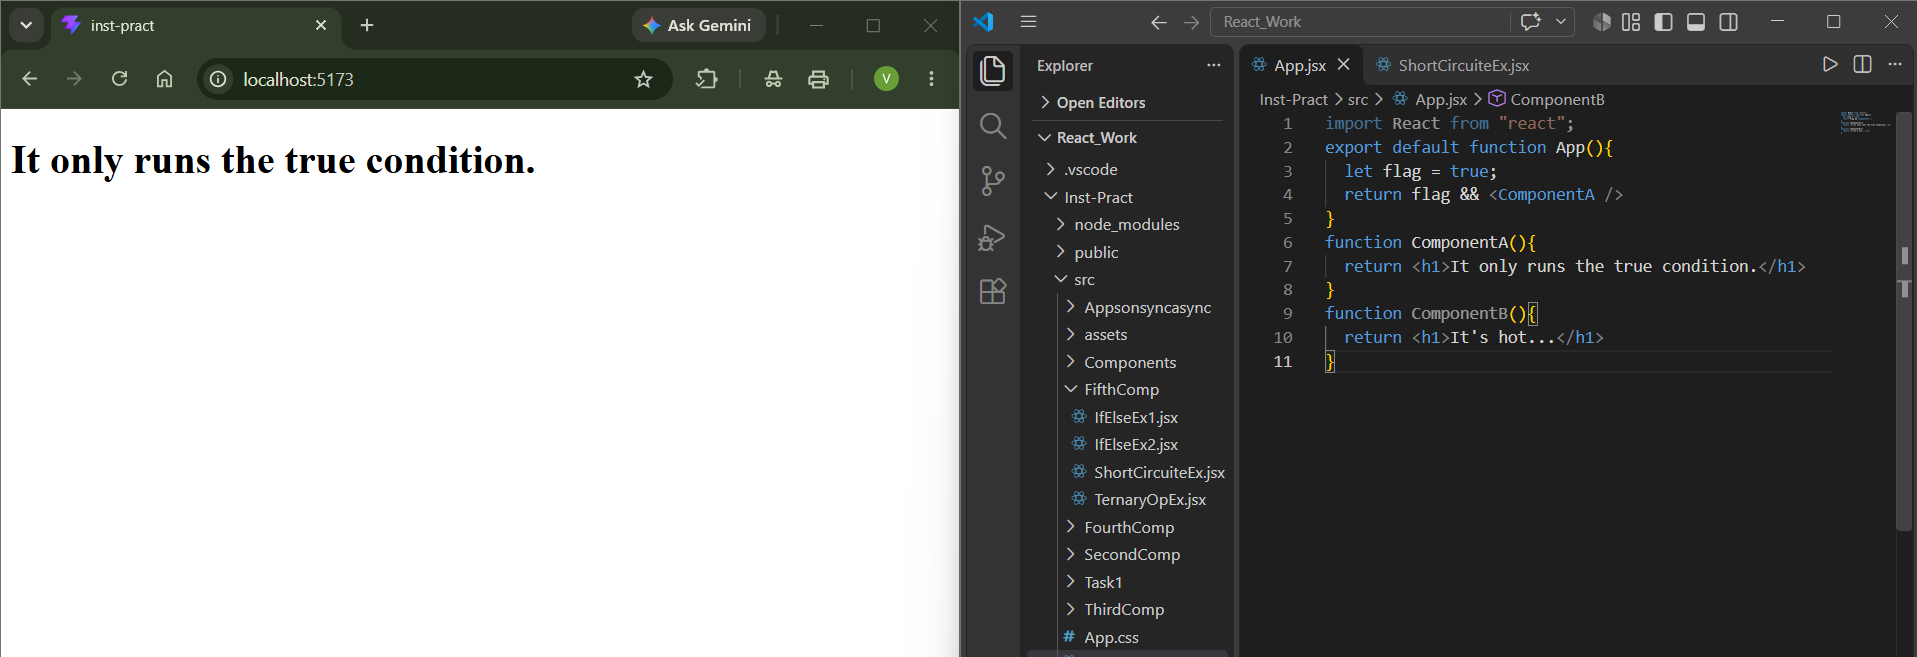 inst-pract
Ask Gemini
localhost:5173
V
It only runs the true condition.
React_Work
Explorer
Open Editors
React_Work
.vscode
Inst-Pract
node_modules
public
src
Appsonsyncasync
assets
Components
FifthComp
IfElseEx1.jsx
IfElseEx2.jsx
ShortCircuiteEx.jsx
TernaryOpEx.jsx
FourthComp
SecondComp
Task1
ThirdComp
# App.css
App.jsx
ShortCircuiteEx.jsx
Inst-Pract > src > App.jsx > ComponentB
1 import React from "react";
2 export default function App(){
3 let flag = true;
4 return flag && <ComponentA />
5 }
6 function ComponentA(){
7 return <h1>It only runs the true condition.</h1>
8 }
9 function ComponentB(){
10 return <h1>It's hot...</h1>
11 }